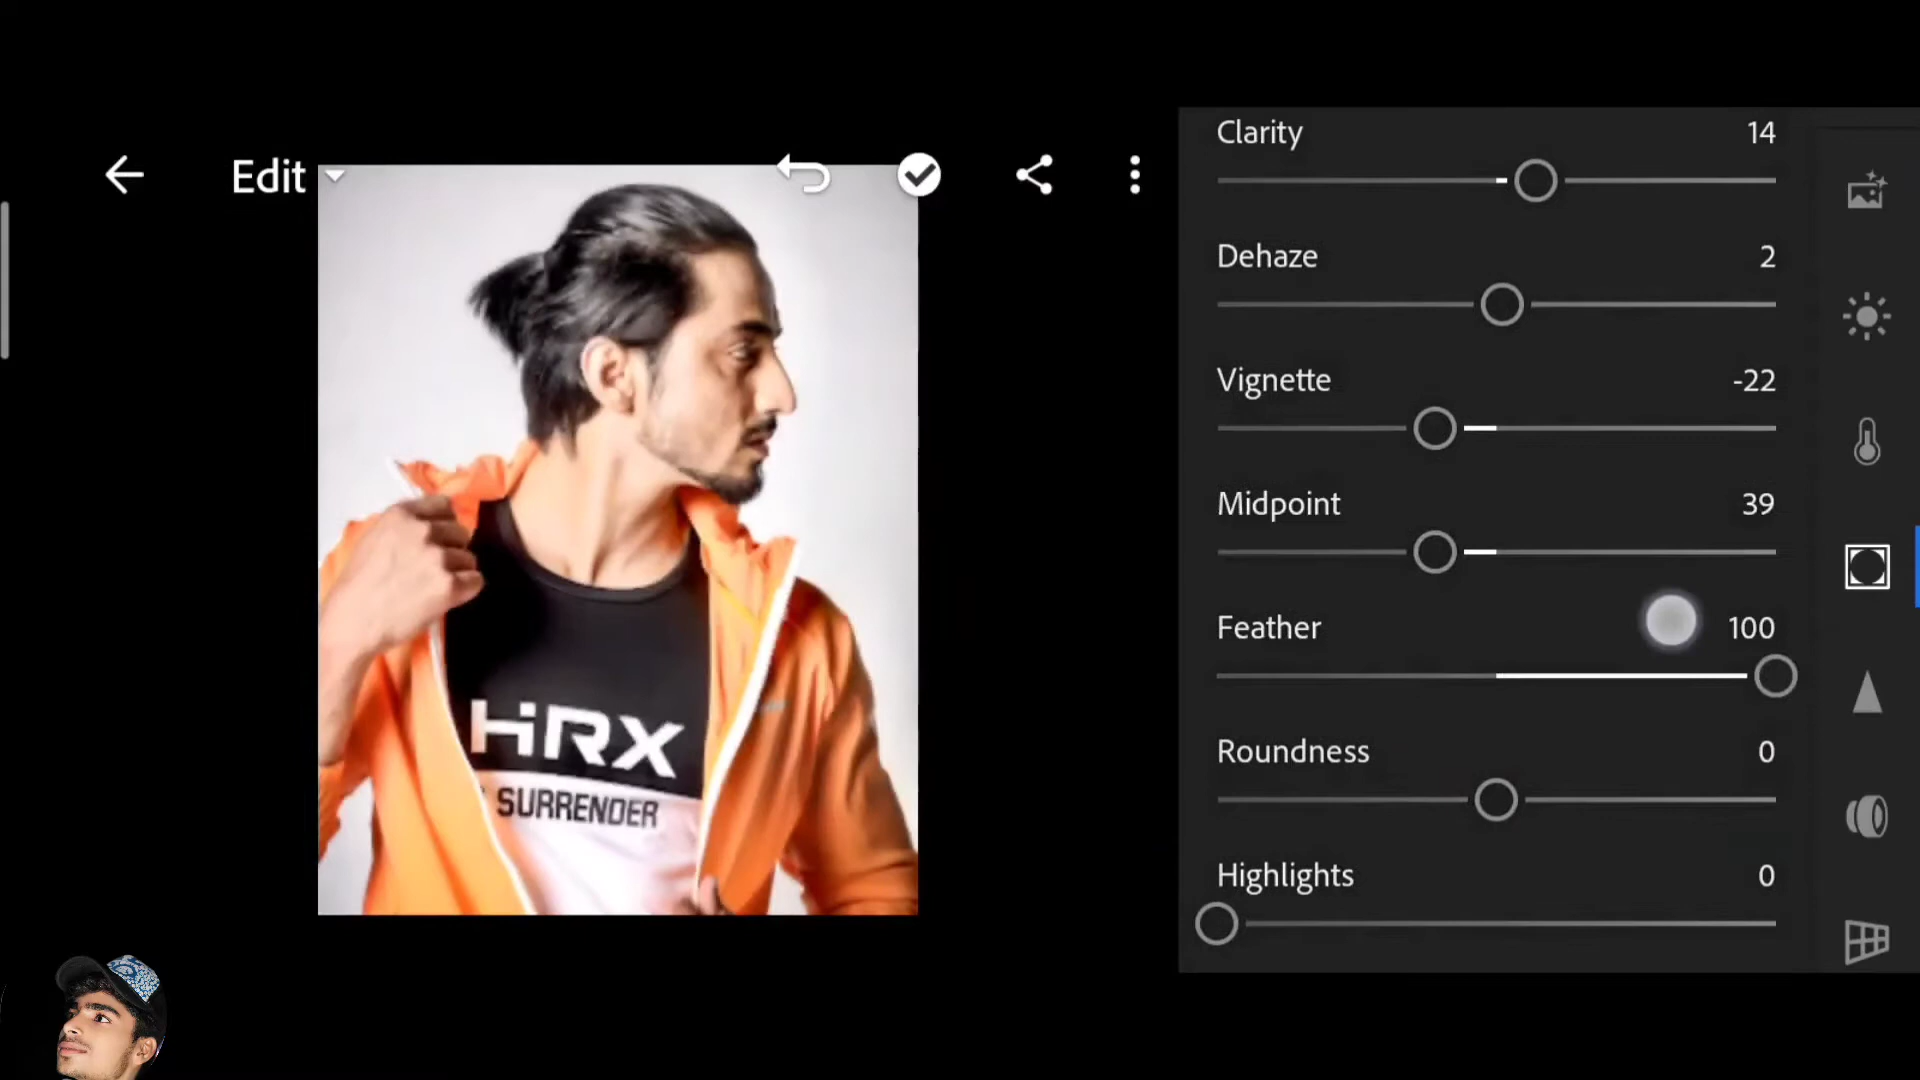 Edit
Clarity 14
Dehaze 2
Vignette -22
Midpoint 39
Feather 100
Roundness 0
Highlights 0
HRX
SURRENDER